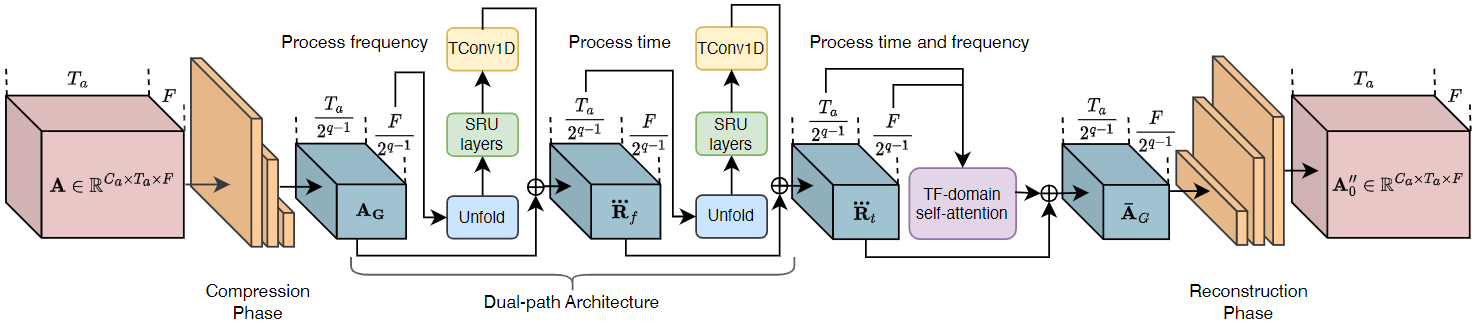 Process frequency
Process time
Process time and frequency
TConv1D
TConv1D
SRU
layers
SRU
layers
Unfold
Unfold
T_a
F
A ∈ ℝ^{C_a×T_a×F}
T_a/2^{q-1}
F/2^{q-1}
A_G
T_a/2^{q-1}
F/2^{q-1}
R⃛_f
T_a/2^{q-1}
F/2^{q-1}
R⃛_t
TF-domain
self-attention
T_a/2^{q-1}
F/2^{q-1}
Ā_G
T_a
F
A″_0 ∈ ℝ^{C_a×T_a×F}
Compression
Phase
Dual-path Architecture
Reconstruction
Phase